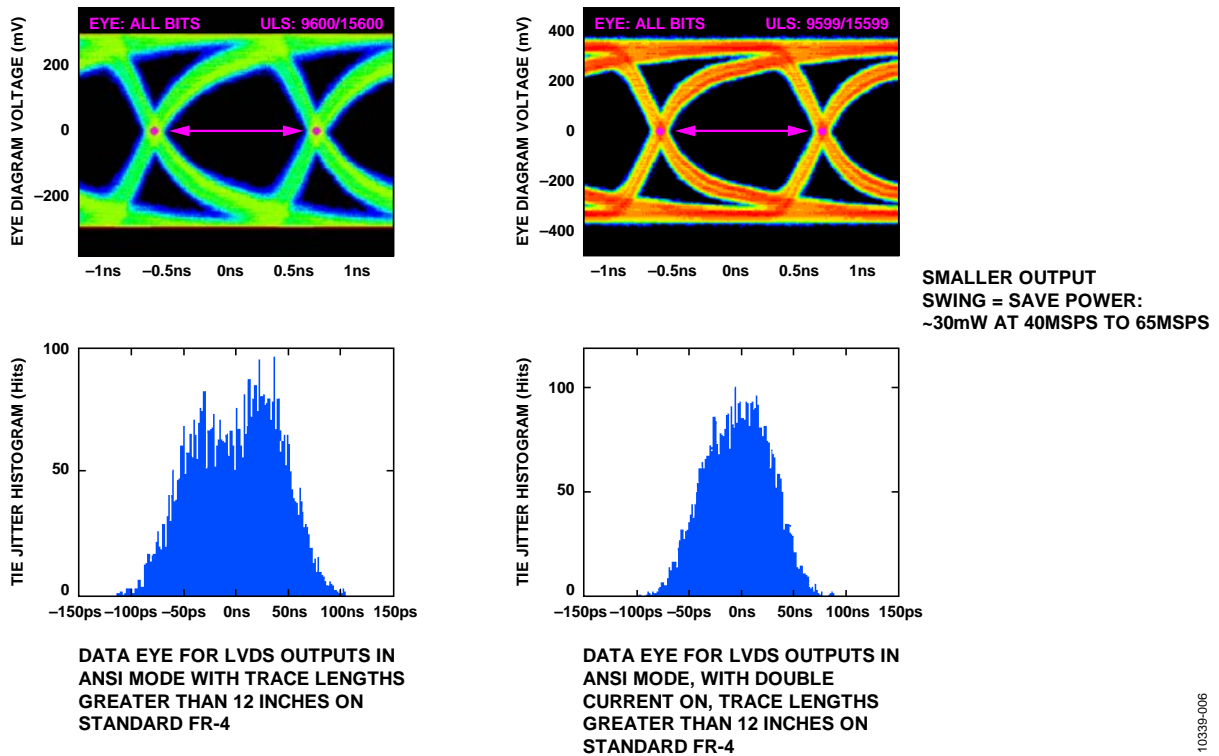 EYE: ALL BITS ULS: 9600/15600
EYE DIAGRAM VOLTAGE (mV)
200
0
–200
–1ns –0.5ns 0ns 0.5ns 1ns
EYE: ALL BITS ULS: 9599/15599
EYE DIAGRAM VOLTAGE (mV)
400
200
0
–200
–400
–1ns –0.5ns 0ns 0.5ns 1ns
SMALLER OUTPUT
SWING = SAVE POWER:
~30mW AT 40MSPS TO 65MSPS
TIE JITTER HISTOGRAM (Hits)
100
50
0
–150ps –100ps –50ps 0ns 50ns 100ns 150ps
TIE JITTER HISTOGRAM (Hits)
100
50
0
–150ps –100ps –50ps 0ns 50ns 100ns 150ps
DATA EYE FOR LVDS OUTPUTS IN
ANSI MODE WITH TRACE LENGTHS
GREATER THAN 12 INCHES ON
STANDARD FR-4
DATA EYE FOR LVDS OUTPUTS IN
ANSI MODE, WITH DOUBLE
CURRENT ON, TRACE LENGTHS
GREATER THAN 12 INCHES ON
STANDARD FR-4
10339-006